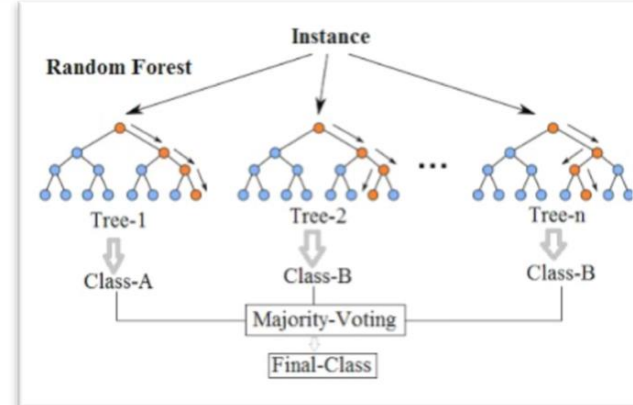 Instance
Random Forest
...
Tree-1
Tree-2
Tree-n
Class-A
Class-B
Class-B
Majority-Voting
Final-Class